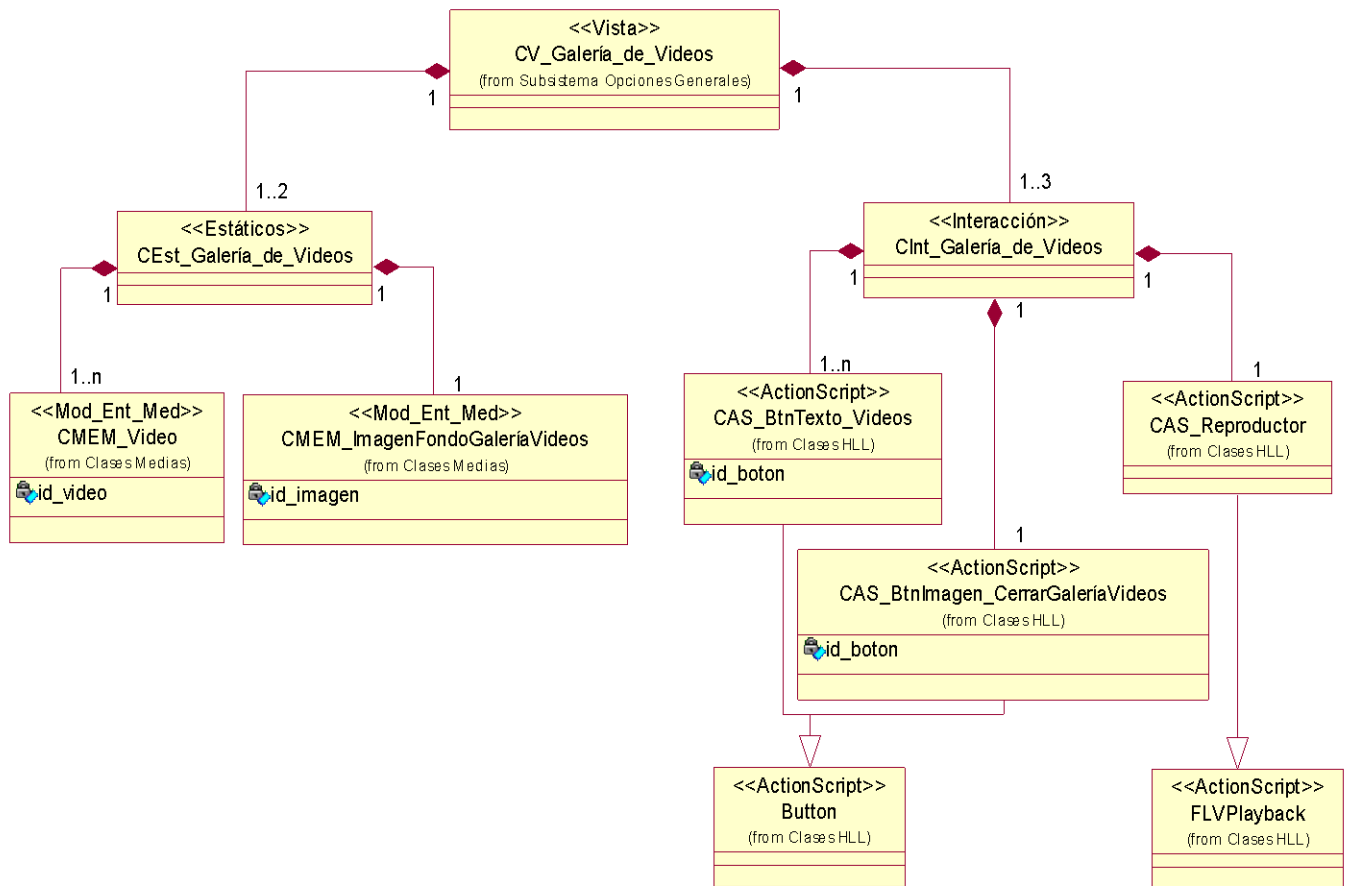 <<Vista>>
CV_Galería_de_Videos
(from Subsistema Opciones Generales)
1
1
1..2
1..3
<<Estáticos>>
CEst_Galería_de_Videos
1
1
<<Interacción>>
CInt_Galería_de_Videos
1
1
1
1..n
1
1..n
1
<<Mod_Ent_Med>>
CMEM_Video
(from Clases Medias)
id_video
<<Mod_Ent_Med>>
CMEM_ImagenFondoGaleríaVideos
(from Clases Medias)
id_imagen
<<ActionScript>>
CAS_BtnTexto_Videos
(from Clases HLL)
id_boton
<<ActionScript>>
CAS_Reproductor
(from Clases HLL)
1
<<ActionScript>>
CAS_BtnImagen_CerrarGaleríaVideos
(from Clases HLL)
id_boton
<<ActionScript>>
Button
(from Clases HLL)
<<ActionScript>>
FLVPlayback
(from Clases HLL)